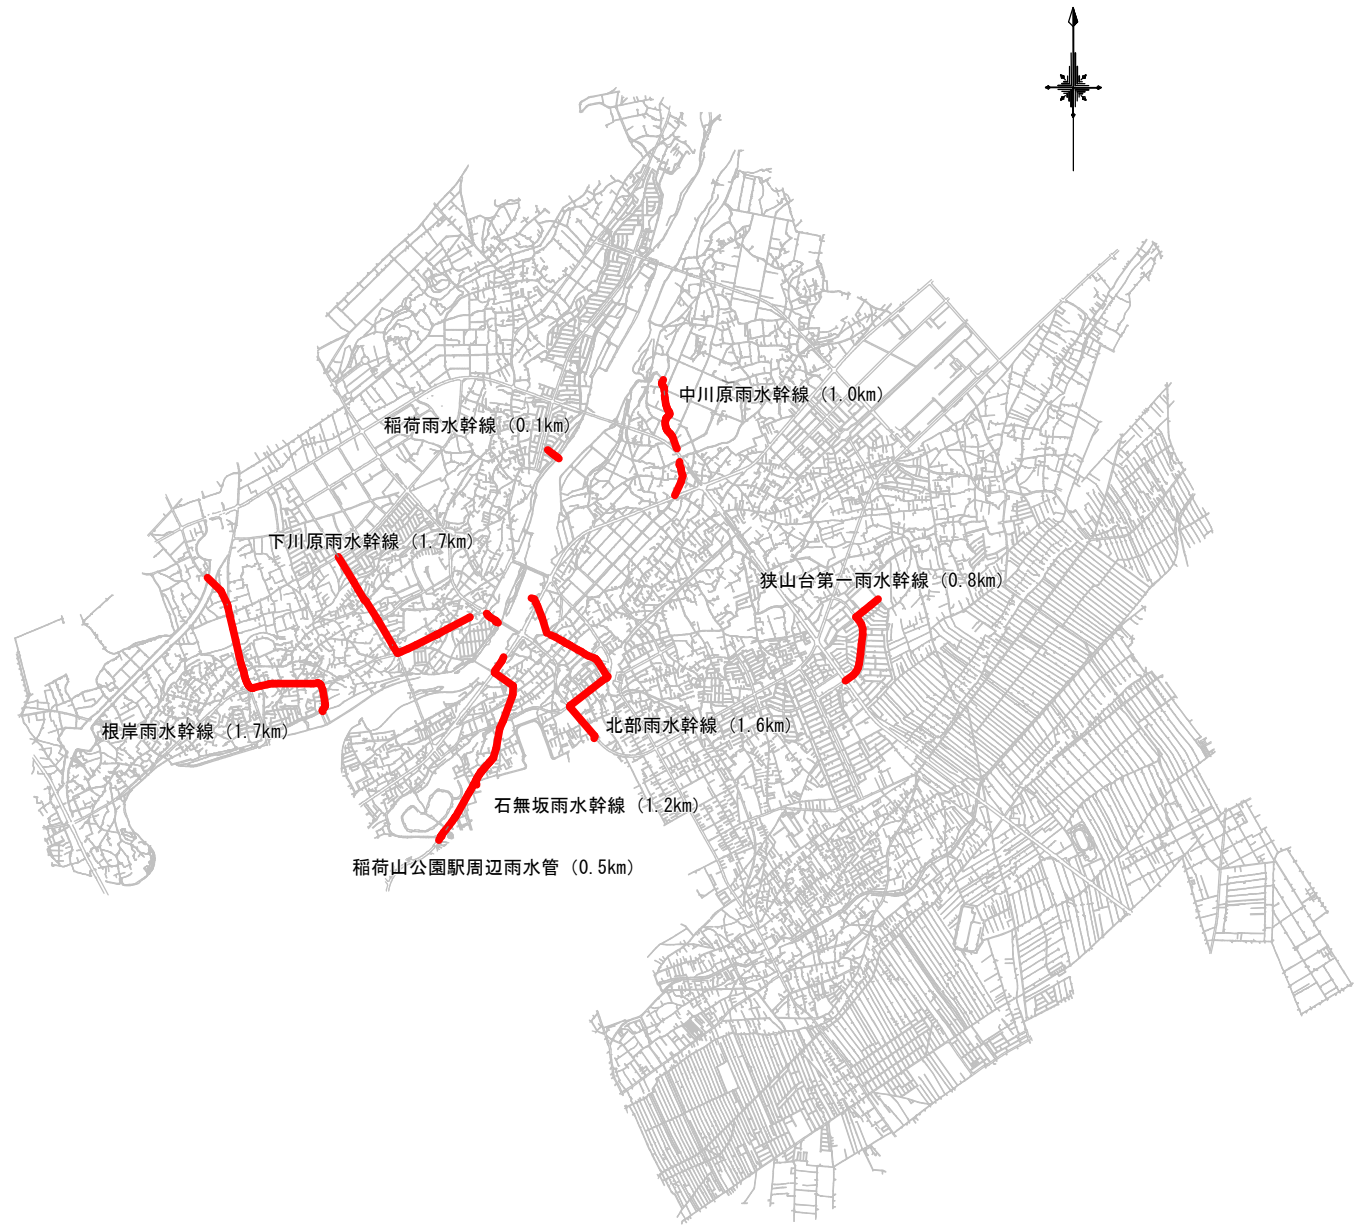 中川原雨水幹線 (1.0km)
稲荷雨水幹線 (0.1km)
下川原雨水幹線 (1.7km)
狭山台第一雨水幹線 (0.8km)
根岸雨水幹線 (1.7km)
北部雨水幹線 (1.6km)
石無坂雨水幹線 (1.2km)
稲荷山公園駅周辺雨水管 (0.5km)